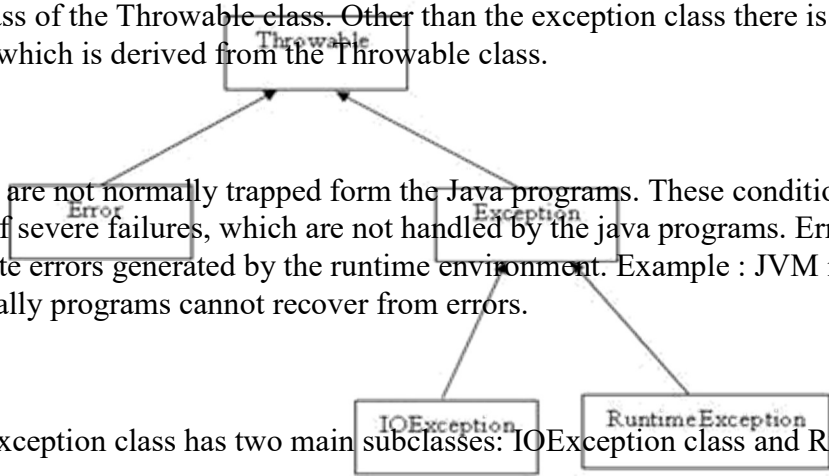 ss of the Throwable class. Other than the exception class there is
Throwable
which is derived from the Throwable class.
are not normally trapped form the Java programs. These conditio
Error
Exception
f severe failures, which are not handled by the java programs. Err
te errors generated by the runtime environment. Example : JVM
ally programs cannot recover from errors.
IOException
RuntimeException
xception class has two main subclasses: IOException class and R